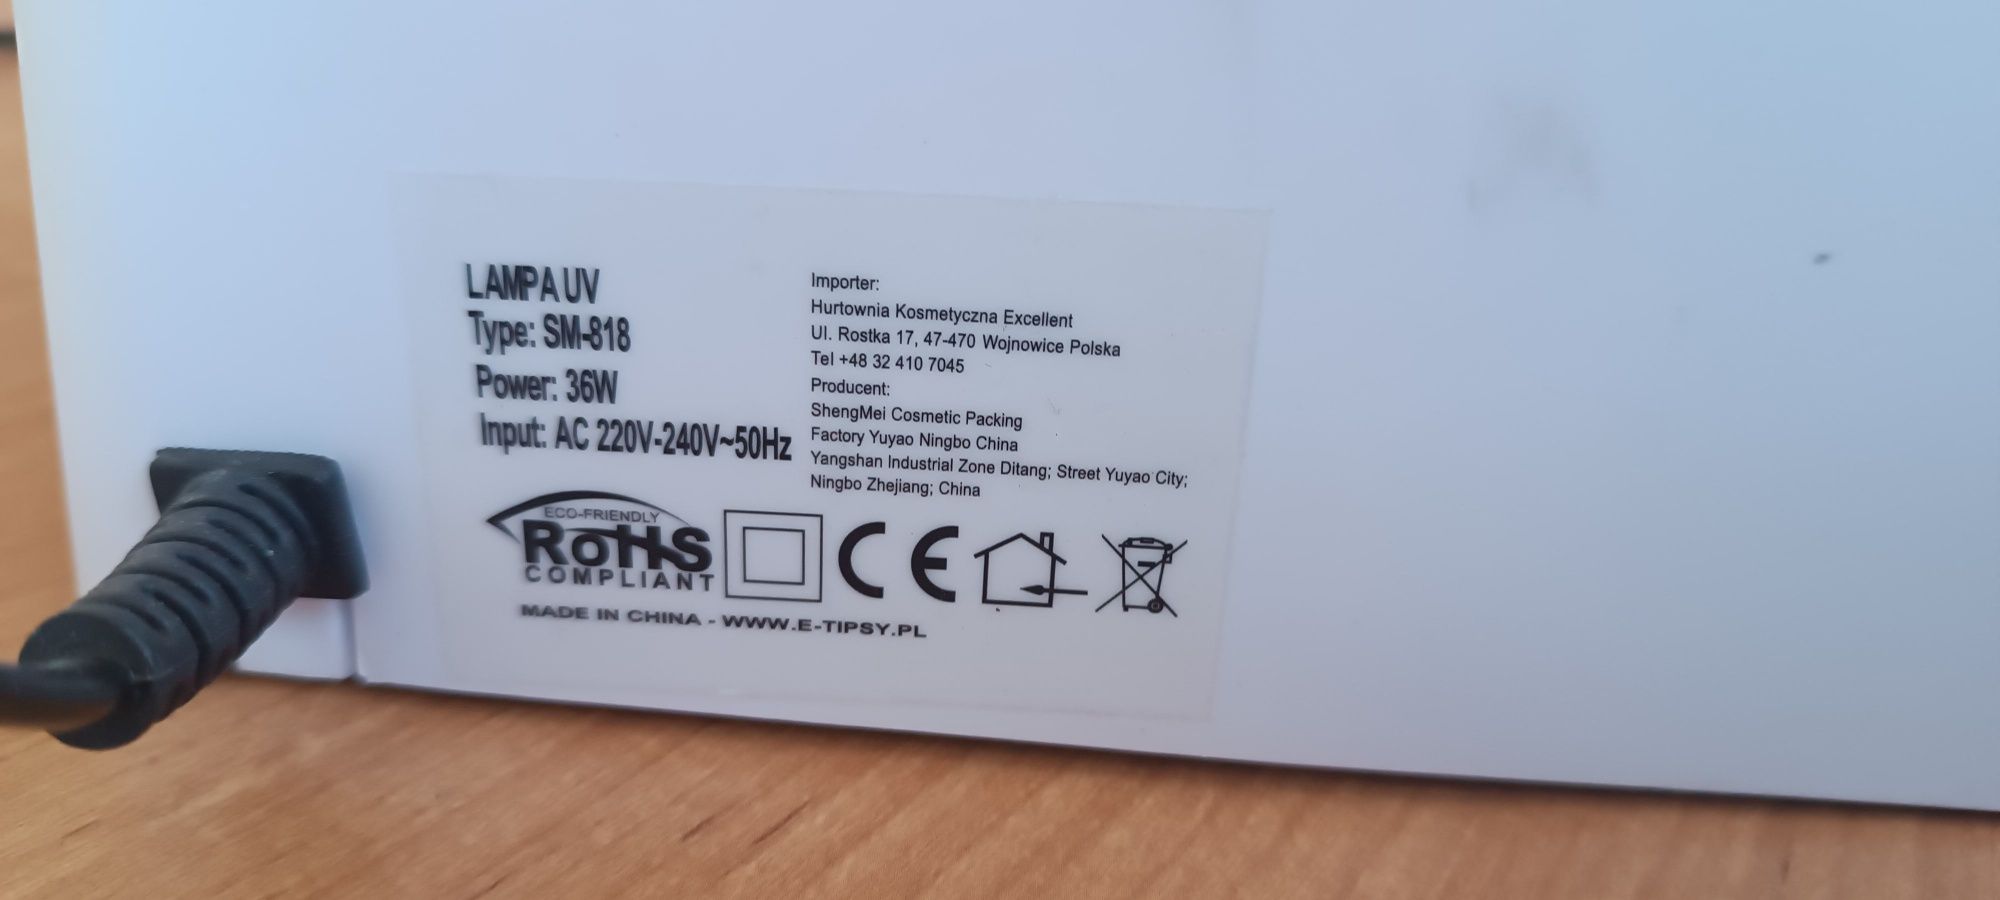 LAMPA UV
Type: SM-818
Power: 36W
Input: AC 220V-240V~50Hz
Importer:
Hurtownia Kosmetyczna Excellent
Ul. Rostka 17, 47-470 Wojnowice Polska
Tel +48 32 410 7045
Producent:
ShengMei Cosmetic Packing
Factory Yuyao Ningbo China
Yangshan Industrial Zone Ditang; Street Yuyao City;
Ningbo Zhejiang; China
ECO-FRIENDLY
RoHS
COMPLIANT
CE
MADE IN CHINA - WWW.E-TIPSY.PL